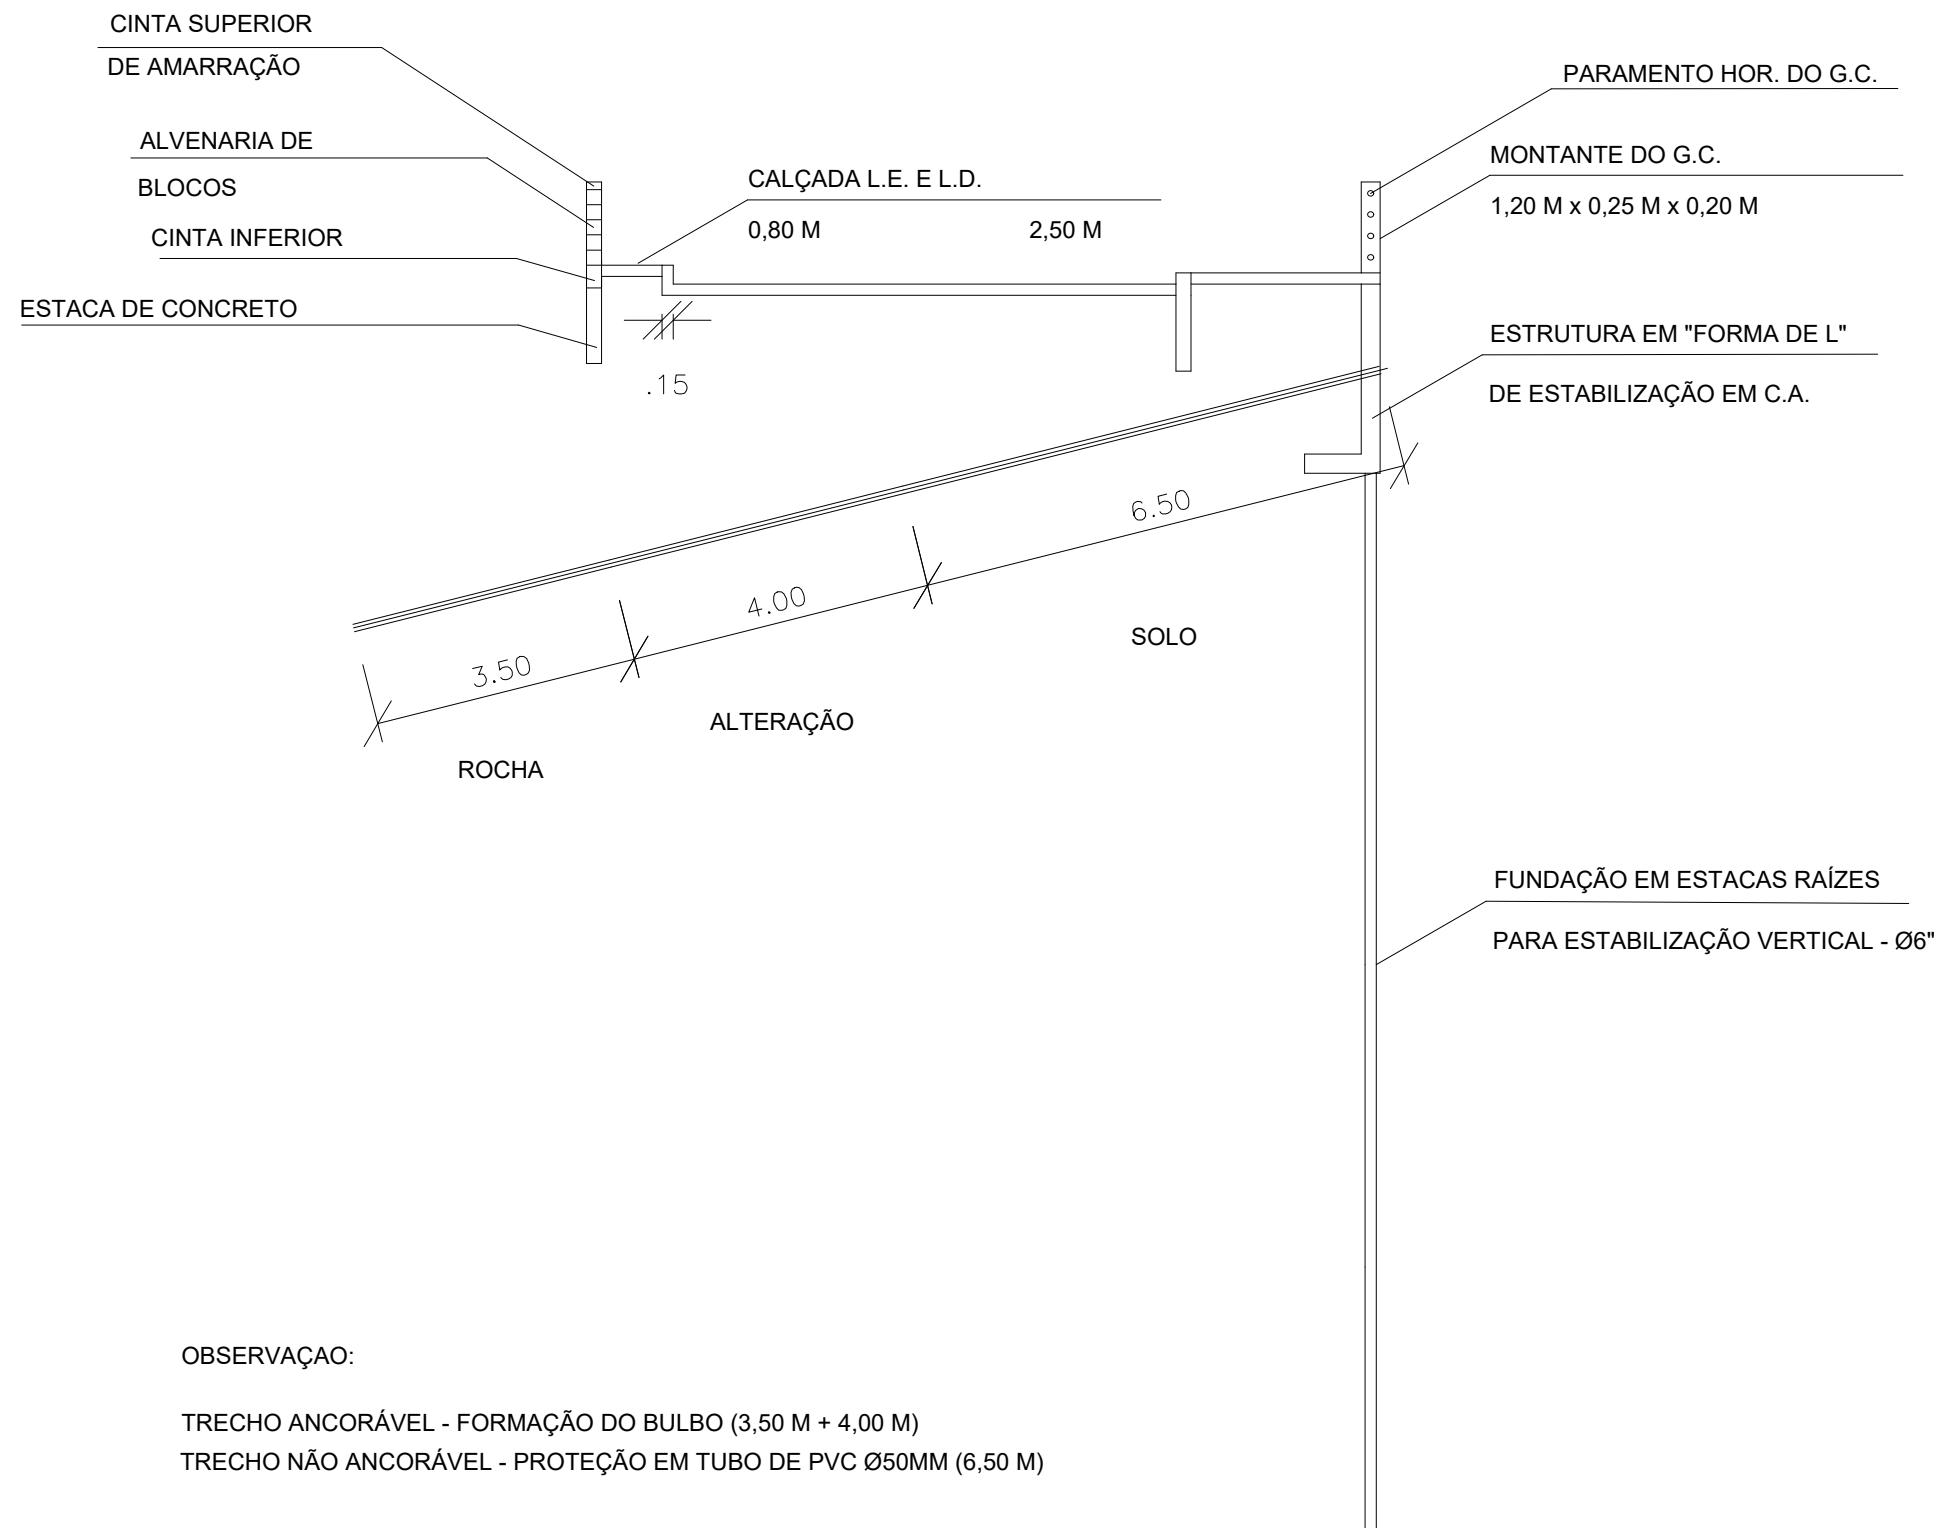 CINTA SUPERIOR
DE AMARRAÇÃO
PARAMENTO HOR. DO G.C.
ALVENARIA DE
BLOCOS
MONTANTE DO G.C.
1,20 M x 0,25 M x 0,20 M
CALÇADA L.E. E L.D.
0,80 M 2,50 M
CINTA INFERIOR
ESTACA DE CONCRETO
.15
ESTRUTURA EM "FORMA DE L"
DE ESTABILIZAÇÃO EM C.A.
6.50
4.00
3.50
SOLO
ALTERAÇÃO
ROCHA
FUNDAÇÃO EM ESTACAS RAÍZES
PARA ESTABILIZAÇÃO VERTICAL - Ø6"
OBSERVAÇAO:
TRECHO ANCORÁVEL - FORMAÇÃO DO BULBO (3,50 M + 4,00 M)
TRECHO NÃO ANCORÁVEL - PROTEÇÃO EM TUBO DE PVC Ø50MM (6,50 M)